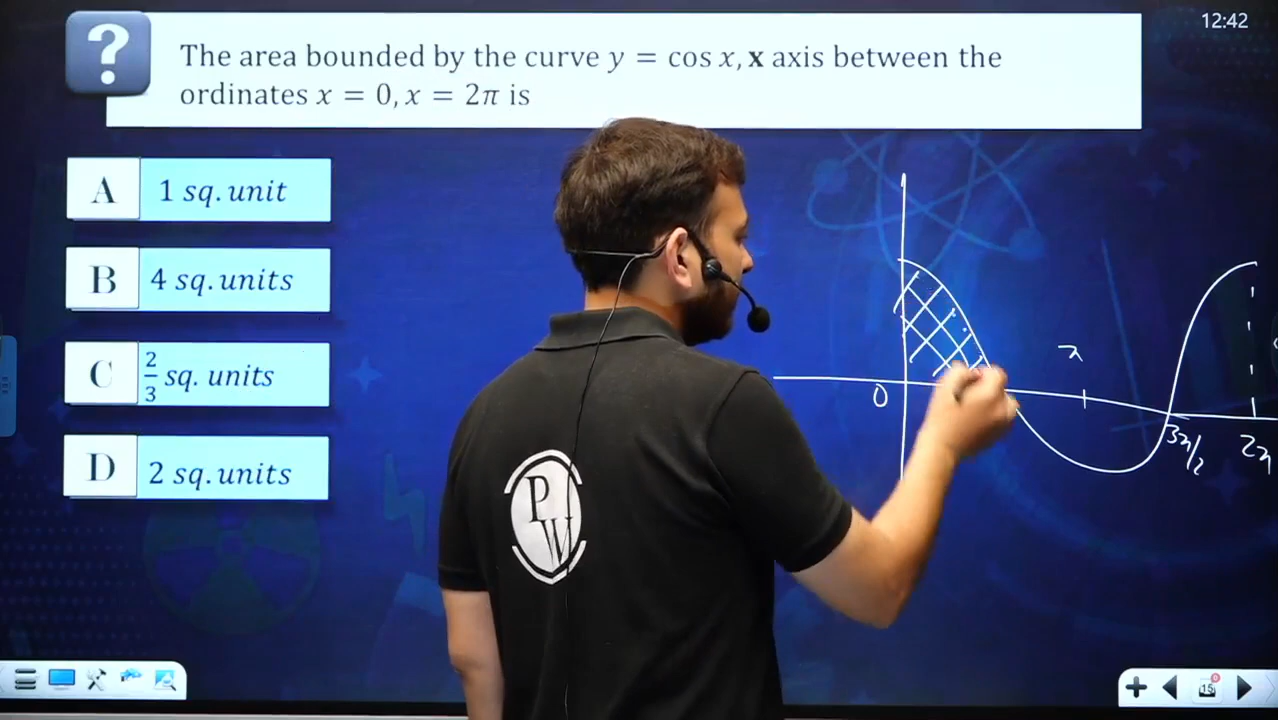 12:42
?
The area bounded by the curve y = cos x, x axis between the
ordinates x = 0, x = 2π is
A 1 sq. unit
B 4 sq. units
C 2/3 sq. units
D 2 sq. units
0
π
3π/2
2π
PW
15